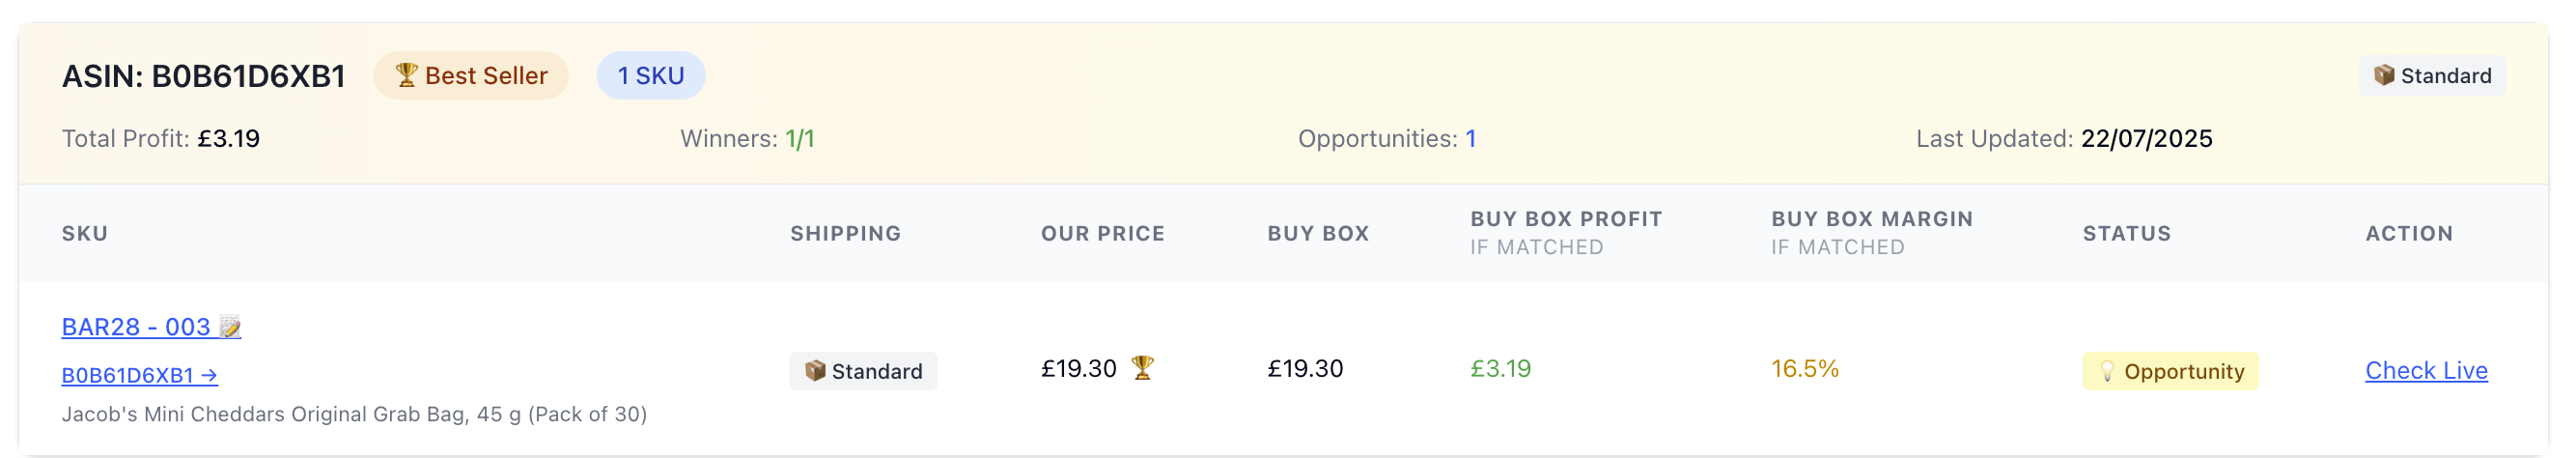 ASIN: B0B61D6XB1 🏆 Best Seller 1 SKU 📦 Standard
Total Profit: £3.19 Winners: 1/1 Opportunities: 1 Last Updated: 22/07/2025
SKU SHIPPING OUR PRICE BUY BOX BUY BOX PROFIT BUY BOX MARGIN STATUS ACTION
IF MATCHED IF MATCHED
BAR28 - 003 📝
B0B61D6XB1 →
📦 Standard £19.30 🏆 £19.30 £3.19 16.5% 💡 Opportunity Check Live
Jacob's Mini Cheddars Original Grab Bag, 45 g (Pack of 30)